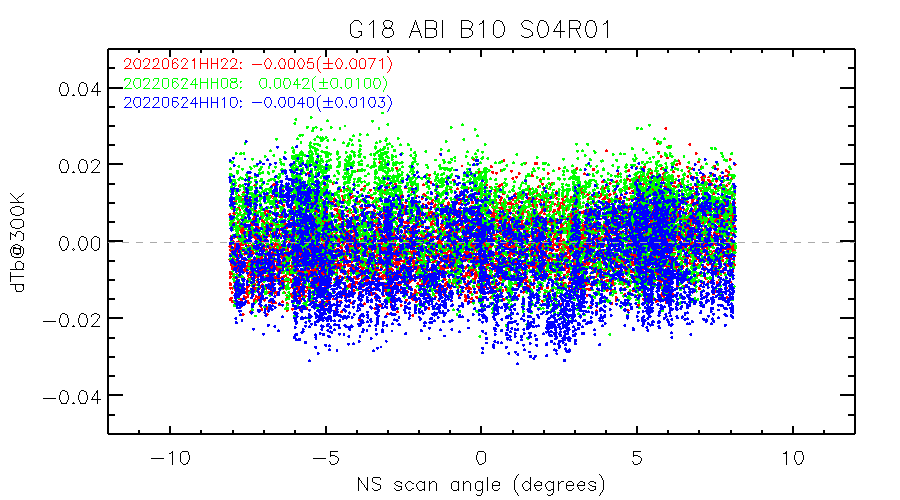 G18 ABI B10 S04R01
20220621HH22: −0.0005(±0.0071)
20220624HH08: 0.0042(±0.0100)
20220624HH10: −0.0040(±0.0103)
0.04
0.02
0.00
−0.02
−0.04
dTb@300K
−10 −5 0 5 10
NS scan angle (degrees)